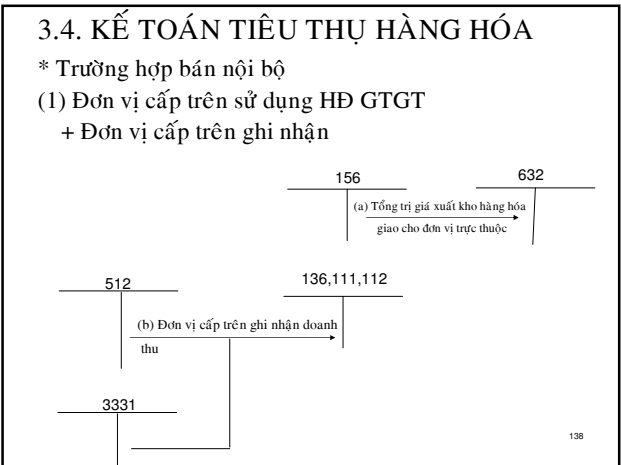 3.4. KẾ TOÁN TIÊU THỤ HÀNG HÓA
* Trường hợp bán nội bộ
(1) Đơn vị cấp trên sử dụng HĐ GTGT
+ Đơn vị cấp trên ghi nhận
156
632
(a) Tổng trị giá xuất kho hàng hóa
giao cho đơn vị trực thuộc
512
136,111,112
(b) Đơn vị cấp trên ghi nhận doanh
thu
3331
138